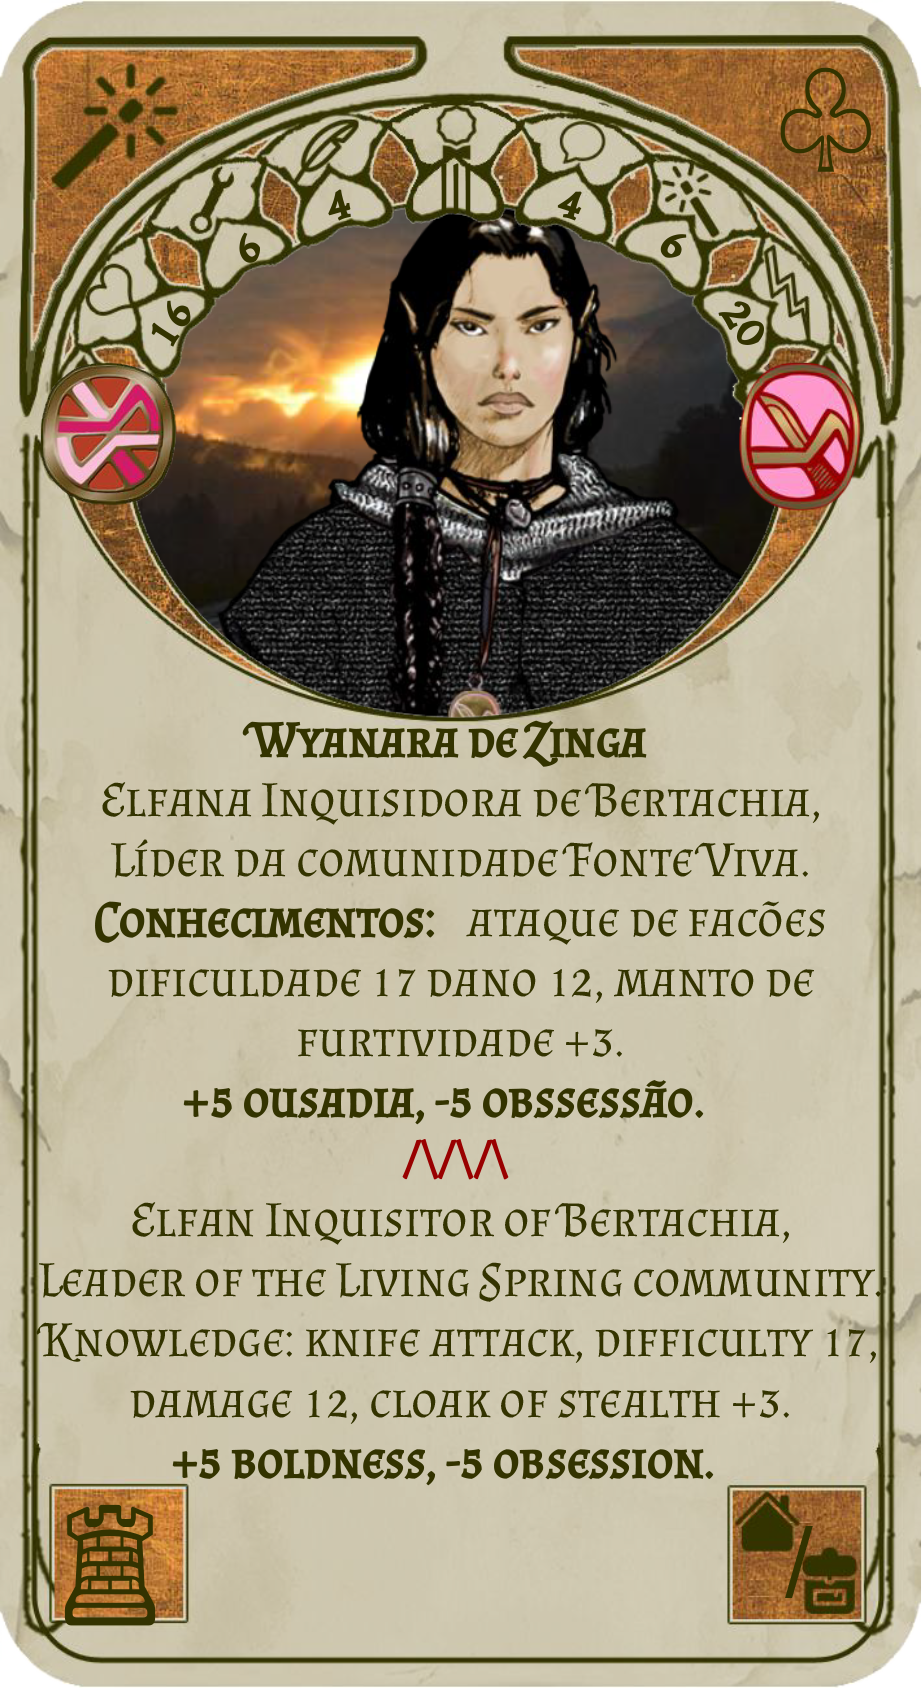 4
4
6
6
16
20
III
Wyanara de Zinga
Elfana Inquisidora de Bertachia,
Líder da comunidade Fonte Viva.
Conhecimentos: ataque de facões
dificuldade 17 dano 12, manto de
furtividade +3.
+5 ousadia, -5 obssessão.
Elfan Inquisitor of Bertachia,
Leader of the Living Spring community.
Knowledge: knife attack, difficulty 17,
damage 12, cloak of stealth +3.
+5 boldness, -5 obsession.